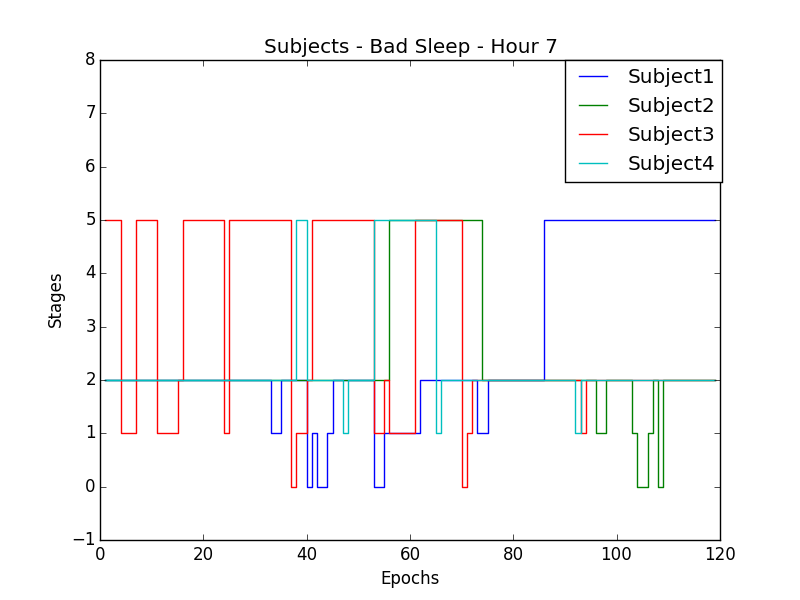 Subjects - Bad Sleep - Hour 7
8
7
6
5
4
3
2
1
0
−1
Stages
Subject1
Subject2
Subject3
Subject4
0 20 40 60 80 100 120
Epochs